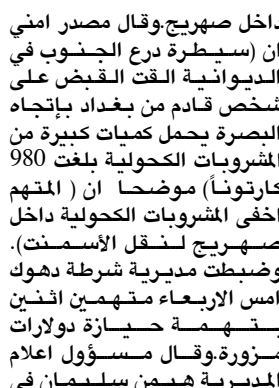 داخل صهريج.وقال مصدر امني
ان (سيطرة درع الجنوب في
الديوانية القت القبض على
شخص قادم من بغداد بإتجاه
البصرة يحمل كميات كبيرة من
المشروبات الكحولية بلغت 980
كارتوناً) موضحا ان ( المتهم
اخفى المشروبات الكحولية داخل
صهريج لنقل الأسمنت).
وضبطت مديرية شرطة دهوك
امس الاربعاء متهمين اثنين
بتهمة حيازة دولارات
مزورة.وقال مسؤول اعلام
المديرية هيمن سليمان في